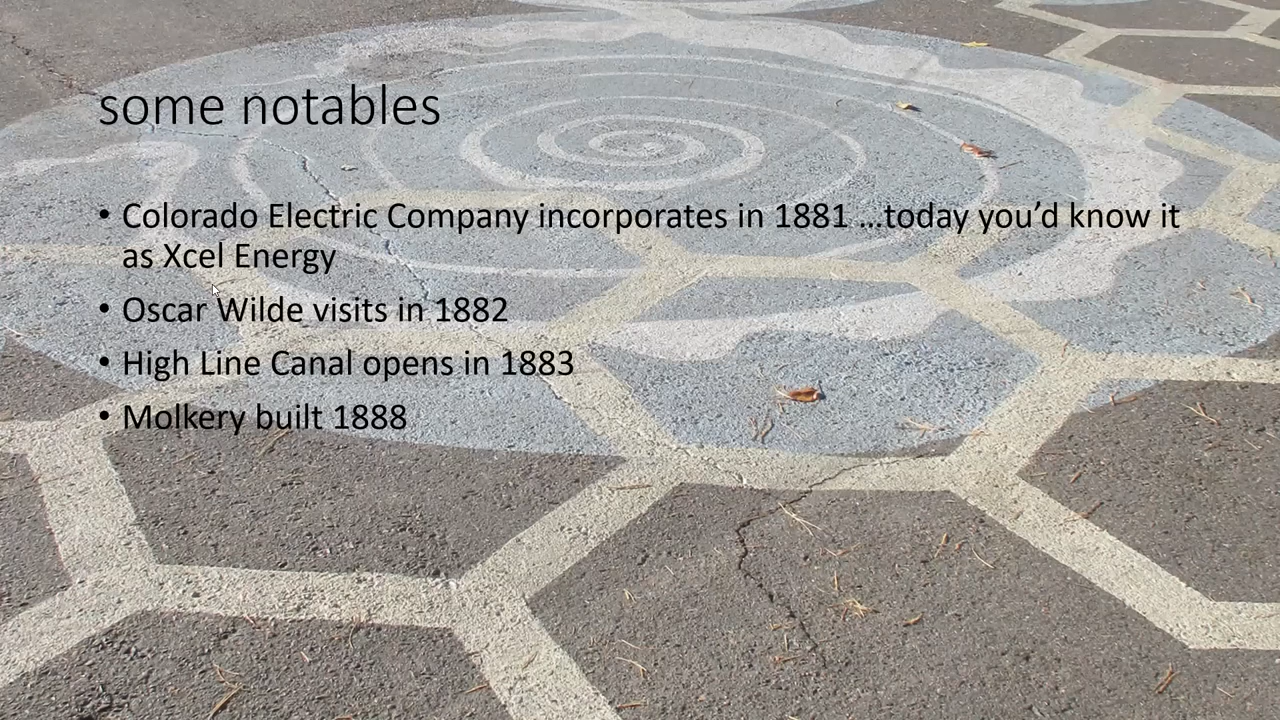 some notables
• Colorado Electric Company incorporates in 1881 …today you’d know it
as Xcel Energy
• Oscar Wilde visits in 1882
• High Line Canal opens in 1883
• Molkery built 1888